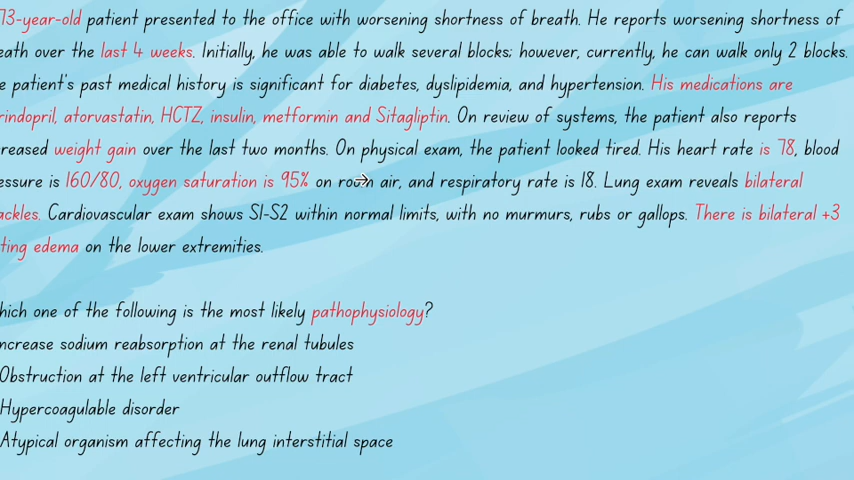 73-year-old patient presented to the office with worsening shortness of breath. He reports worsening shortness of
eath over the last 4 weeks. Initially, he was able to walk several blocks; however, currently, he can walk only 2 blocks.
e patient's past medical history is significant for diabetes, dyslipidemia, and hypertension. His medications are
rindopril, atorvastatin, HCTZ, insulin, metformin and Sitagliptin. On review of systems, the patient also reports
creased weight gain over the last two months. On physical exam, the patient looked tired. His heart rate is 78, blood
essure is 160/80, oxygen saturation is 95% on room air, and respiratory rate is 18. Lung exam reveals bilateral
ackles. Cardiovascular exam shows S1-S2 within normal limits, with no murmurs, rubs or gallops. There is bilateral +3
ting edema on the lower extremities.
hich one of the following is the most likely pathophysiology?
ncrease sodium reabsorption at the renal tubules
Obstruction at the left ventricular outflow tract
Hypercoagulable disorder
Atypical organism affecting the lung interstitial space